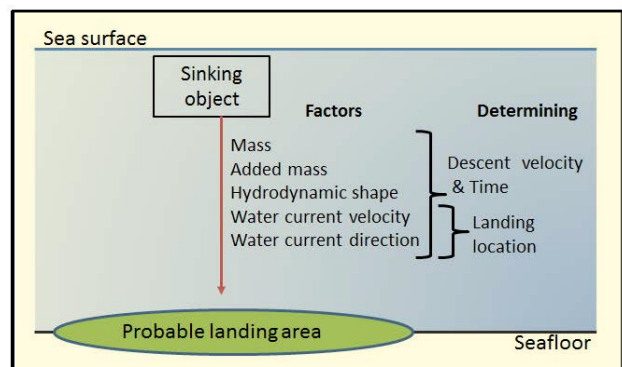 Sea surface
Sinking
object
Factors
Determining
Mass
Added mass
Hydrodynamic shape
Water current velocity
Water current direction
Descent velocity
& Time
Landing
location
Probable landing area
Seafloor